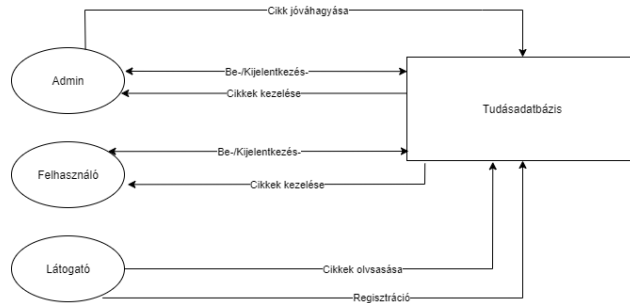 Cikk jóváhagyása
Be-/Kijelentkezés-
Admin
Cikkek kezelése
Tudásadatbázis
Be-/Kijelentkezés-
Felhasználó
Cikkek kezelése
Látogató
Cikkek olvsasása
Regisztráció